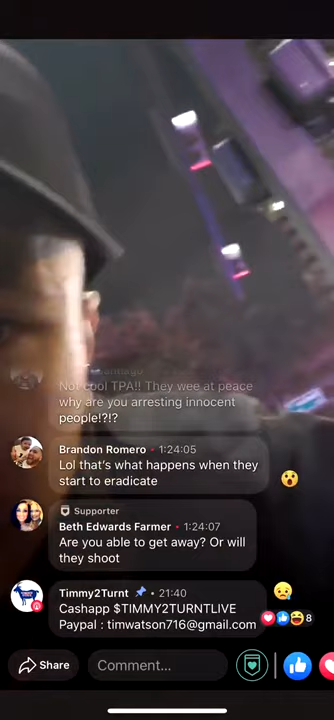 Not cool TPA!! They wee at peace
why are you arresting innocent
people!?!?
Brandon Romero • 1:24:05
Lol that's what happens when they
start to eradicate
Supporter
Beth Edwards Farmer • 1:24:07
Are you able to get away? Or will
they shoot
Timmy2Turnt • 21:40
Cashapp $TIMMY2TURNTLIVE
Paypal : timwatson716@gmail.com
8
Share
Comment...